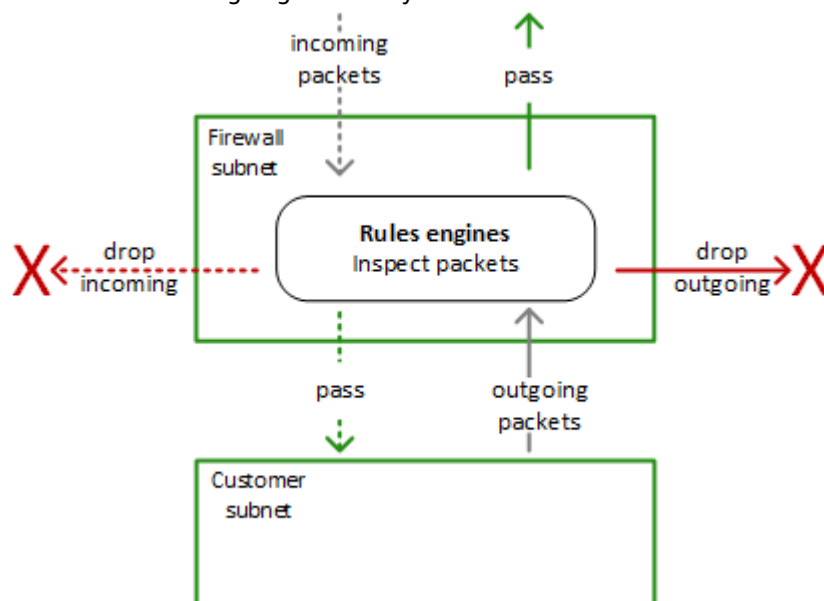 incoming
packets
pass
Firewall
subnet
Rules engines
Inspect packets
X
drop
incoming
drop
outgoing
X
pass
outgoing
packets
Customer
subnet